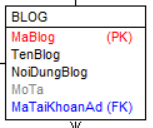 BLOG
MaBlog (PK)
TenBlog
NoiDungBlog
MoTa
MaTaiKhoanAd (FK)